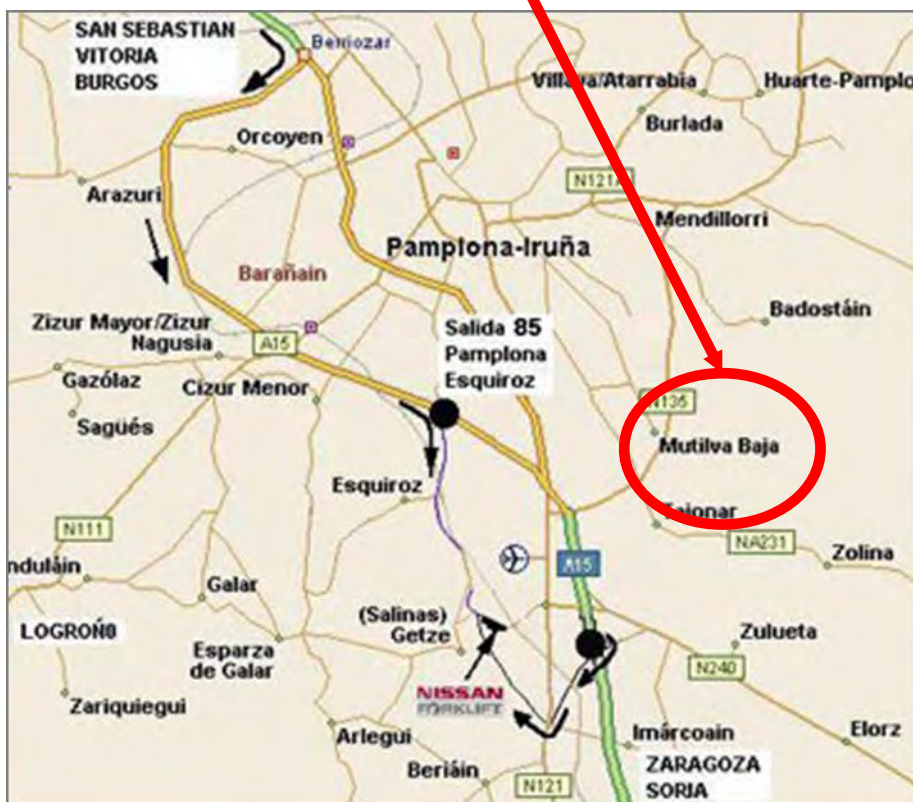 SAN SEBASTIAN
VITORIA
BURGOS
Berriozar
Villava/Atarrabia
Huarte-Pamplo
Burlada
Orcoyen
N121A
Arazuri
Mendillorri
Pamplona-Iruña
Barañain
Badostáin
Zizur Mayor/Zizur
Nagusia
A15
Salida 85
Pamplona
Esquiroz
Gazólaz
Cizur Menor
N135
Sagüés
Mutilva Baja
Esquiroz
Tajonar
N111
NA231
Zolina
nduláin
A15
Galar
(Salinas)
Getze
LOGROÑO
Esparza
de Galar
Zulueta
N240
NISSAN
FORKLIFT
Zariquiegui
Arlegui
Imárcoain
Elorz
Beriáin
N121
ZARAGOZA
SORIA